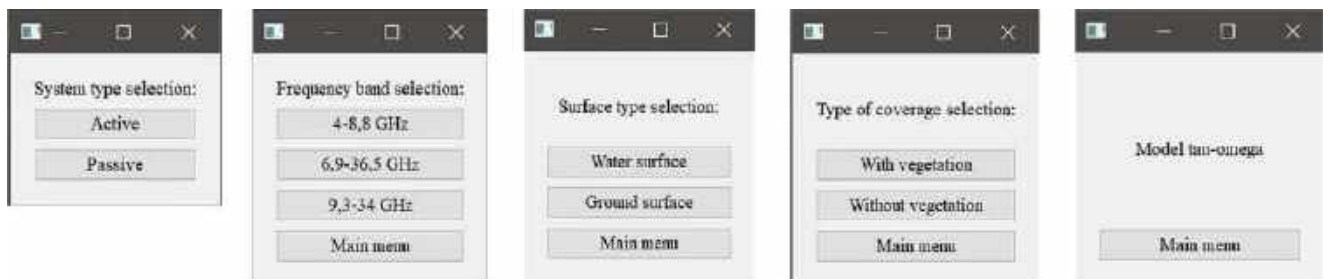 System type selection:
Active
Passive
Frequency band selection:
4-8,8 GHz
6,9-36,5 GHz
9,3-34 GHz
Main menu
Surface type selection:
Water surface
Ground surface
Main menu
Type of coverage selection:
With vegetation
Without vegetation
Main menu
Model tau-omega
Main menu